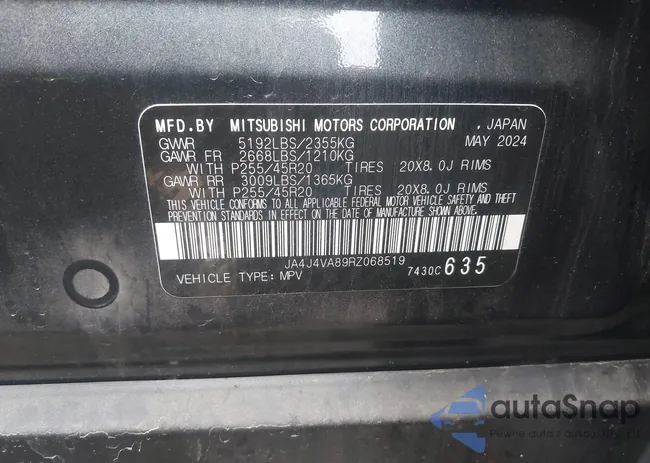 MFD.BY MITSUBISHI MOTORS CORPORATION, JAPAN
GVWR 5192LBS/2355KG MAY 2024
GAWR FR 2668LBS/1210KG
WITH P255/45R20 TIRES 20X8.0J RIMS
GAWR RR 3009LBS/1365KG
WITH P255/45R20 TIRES 20X8.0J RIMS
THIS VEHICLE CONFORMS TO ALL APPLICABLE FEDERAL MOTOR VEHICLE SAFETY AND THEFT
PREVENTION STANDARDS IN EFFECT ON THE DATE OF MANUFACTURE SHOWN ABOVE.
JA4J4VA89RZ068519
VEHICLE TYPE: MPV 7430C 635
autaSnap
Pewne auta z